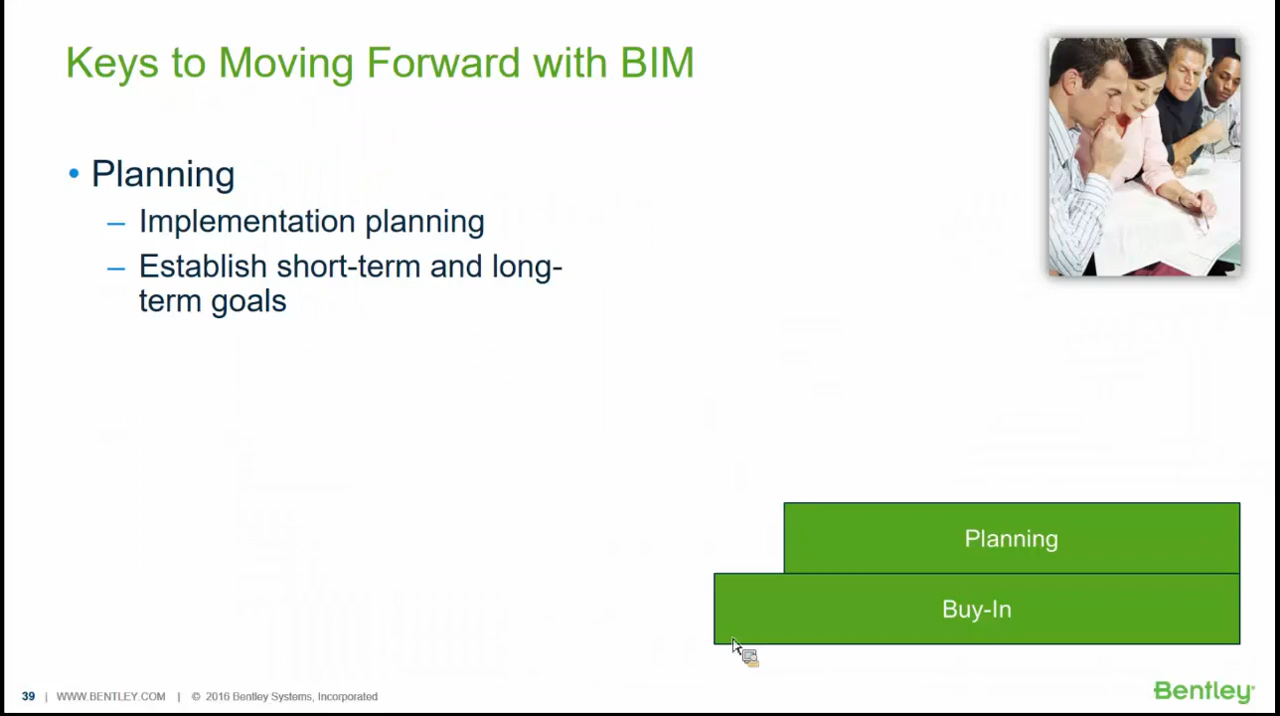 Keys to Moving Forward with BIM
• Planning
– Implementation planning
– Establish short-term and long-
term goals
Planning
Buy-In
39 | WWW.BENTLEY.COM | © 2016 Bentley Systems, Incorporated
Bentley